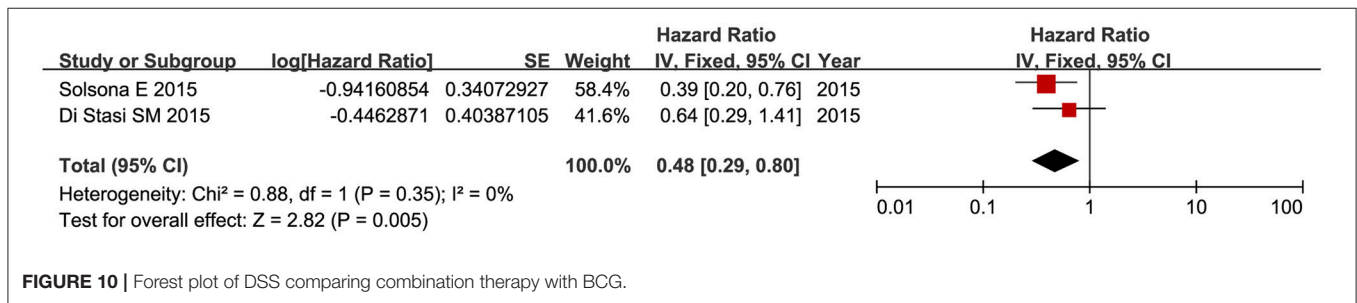 Hazard Ratio Hazard Ratio
Study or Subgroup log[Hazard Ratio] SE Weight IV, Fixed, 95% CI Year IV, Fixed, 95% CI
Solsona E 2015 -0.94160854 0.34072927 58.4% 0.39 [0.20, 0.76] 2015
Di Stasi SM 2015 -0.4462871 0.40387105 41.6% 0.64 [0.29, 1.41] 2015
Total (95% CI) 100.0% 0.48 [0.29, 0.80]
Heterogeneity: Chi² = 0.88, df = 1 (P = 0.35); I² = 0%
Test for overall effect: Z = 2.82 (P = 0.005)
0.01 0.1 1 10 100
FIGURE 10 | Forest plot of DSS comparing combination therapy with BCG.